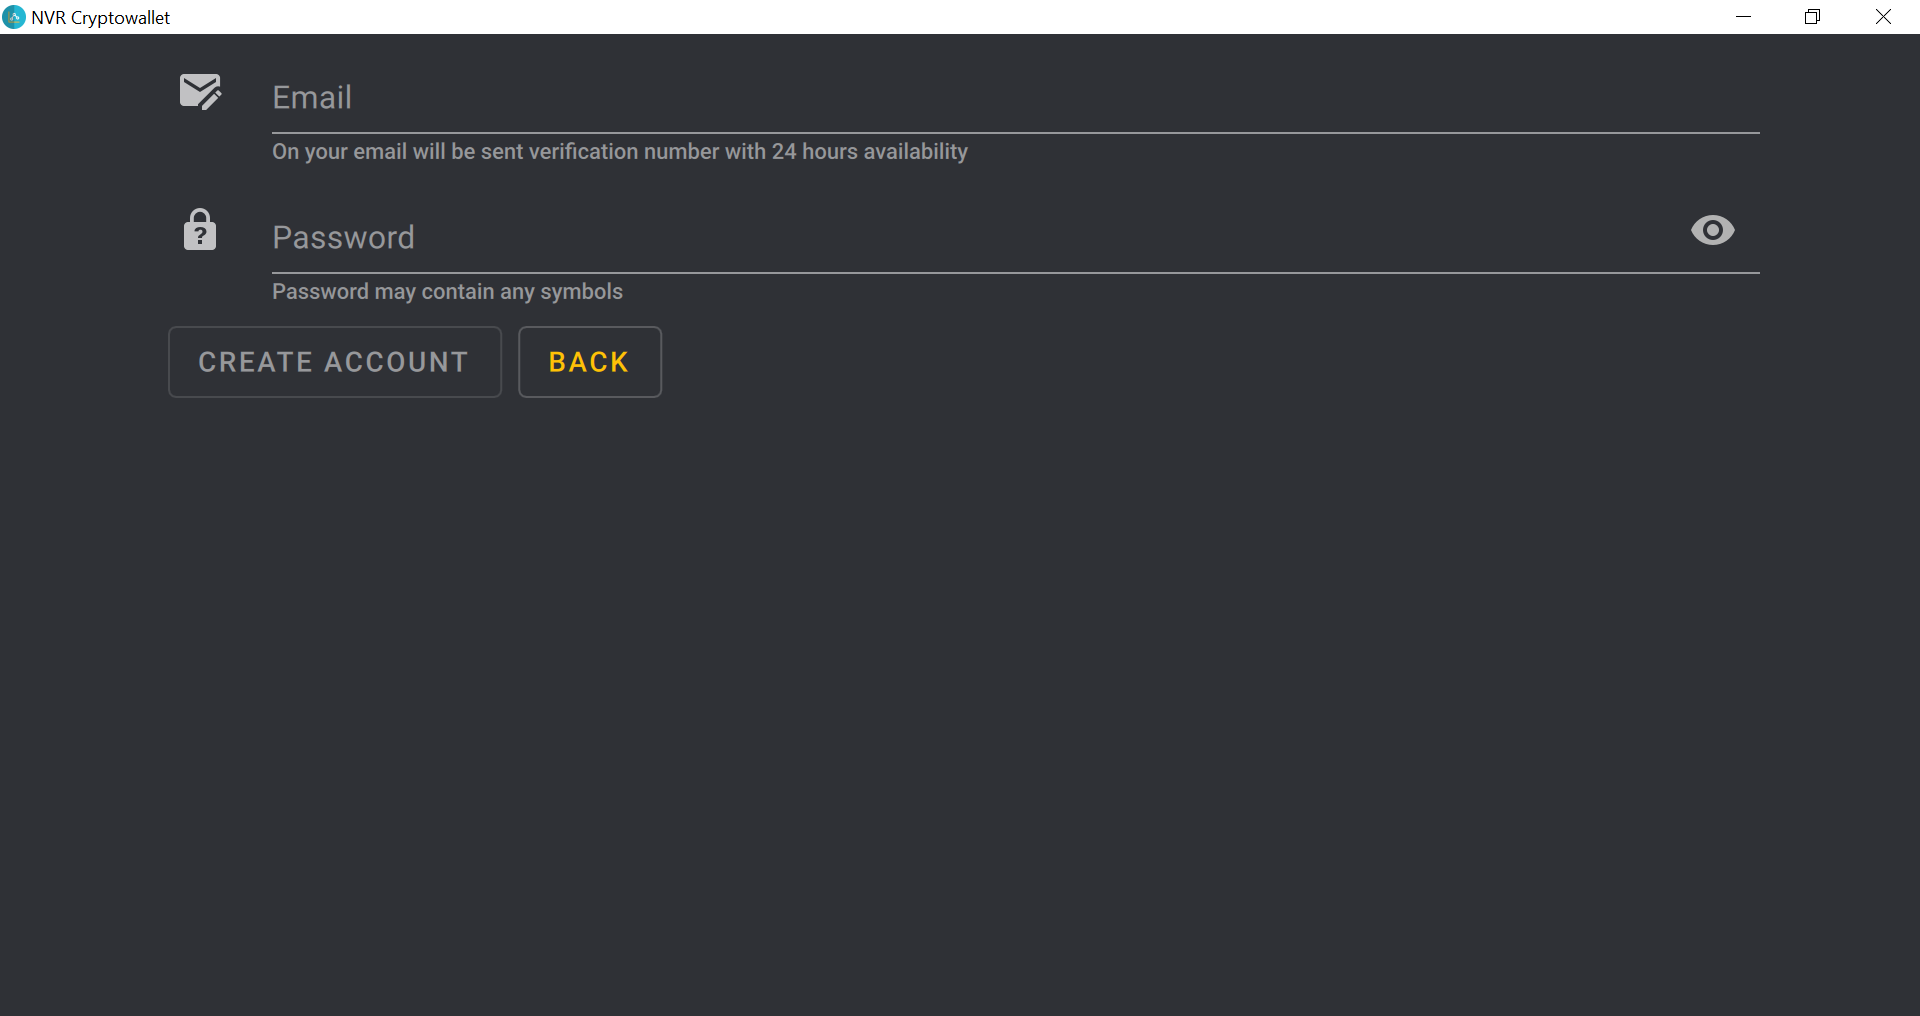 NVR Cryptowallet
Email
On your email will be sent verification number with 24 hours availability
?
Password
Password may contain any symbols
CREATE ACCOUNT BACK